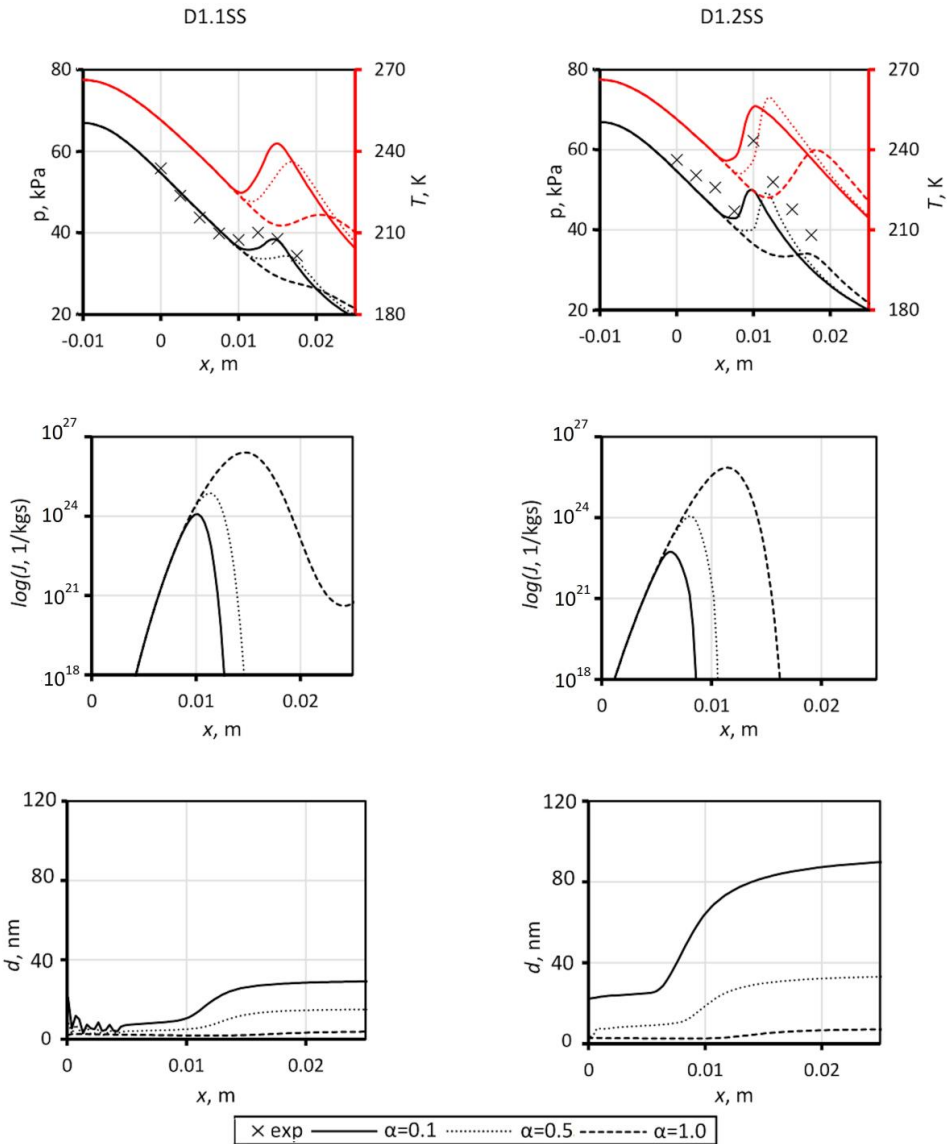 D1.1SS
D1.2SS
80
60
40
20
p, kPa
270
240
210
180
T, K
-0.01 0 0.01 0.02
x, m
80
60
40
20
p, kPa
270
240
210
180
T, K
-0.01 0 0.01 0.02
x, m
10^27
10^24
10^21
10^18
log(J, 1/kgs)
0 0.01 0.02
x, m
10^27
10^24
10^21
10^18
log(J, 1/kgs)
0 0.01 0.02
x, m
120
80
40
0
d, nm
0 0.01 0.02
x, m
120
80
40
0
d, nm
0 0.01 0.02
x, m
× exp α=0.1 α=0.5 α=1.0